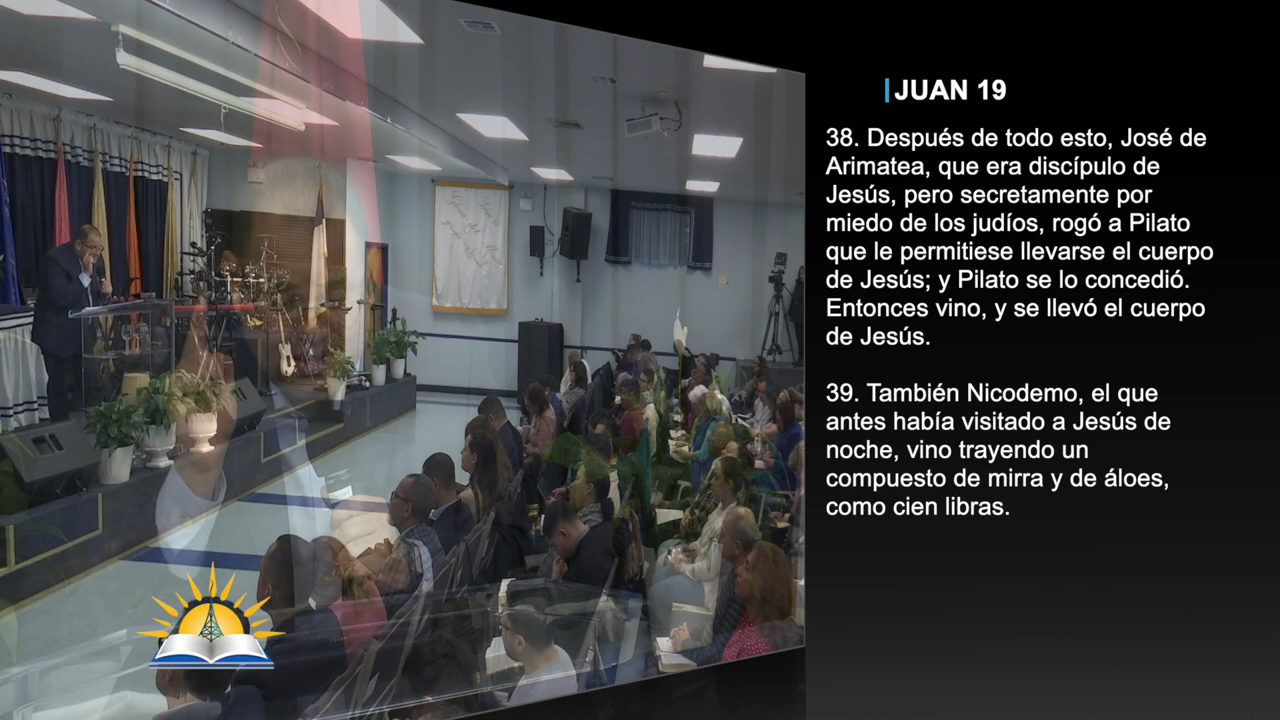 JUAN 19
38. Después de todo esto, José de
Arimatea, que era discípulo de
Jesús, pero secretamente por
miedo de los judíos, rogó a Pilato
que le permitiese llevarse el cuerpo
de Jesús; y Pilato se lo concedió.
Entonces vino, y se llevó el cuerpo
de Jesús.
39. También Nicodemo, el que
antes había visitado a Jesús de
noche, vino trayendo un
compuesto de mirra y de áloes,
como cien libras.